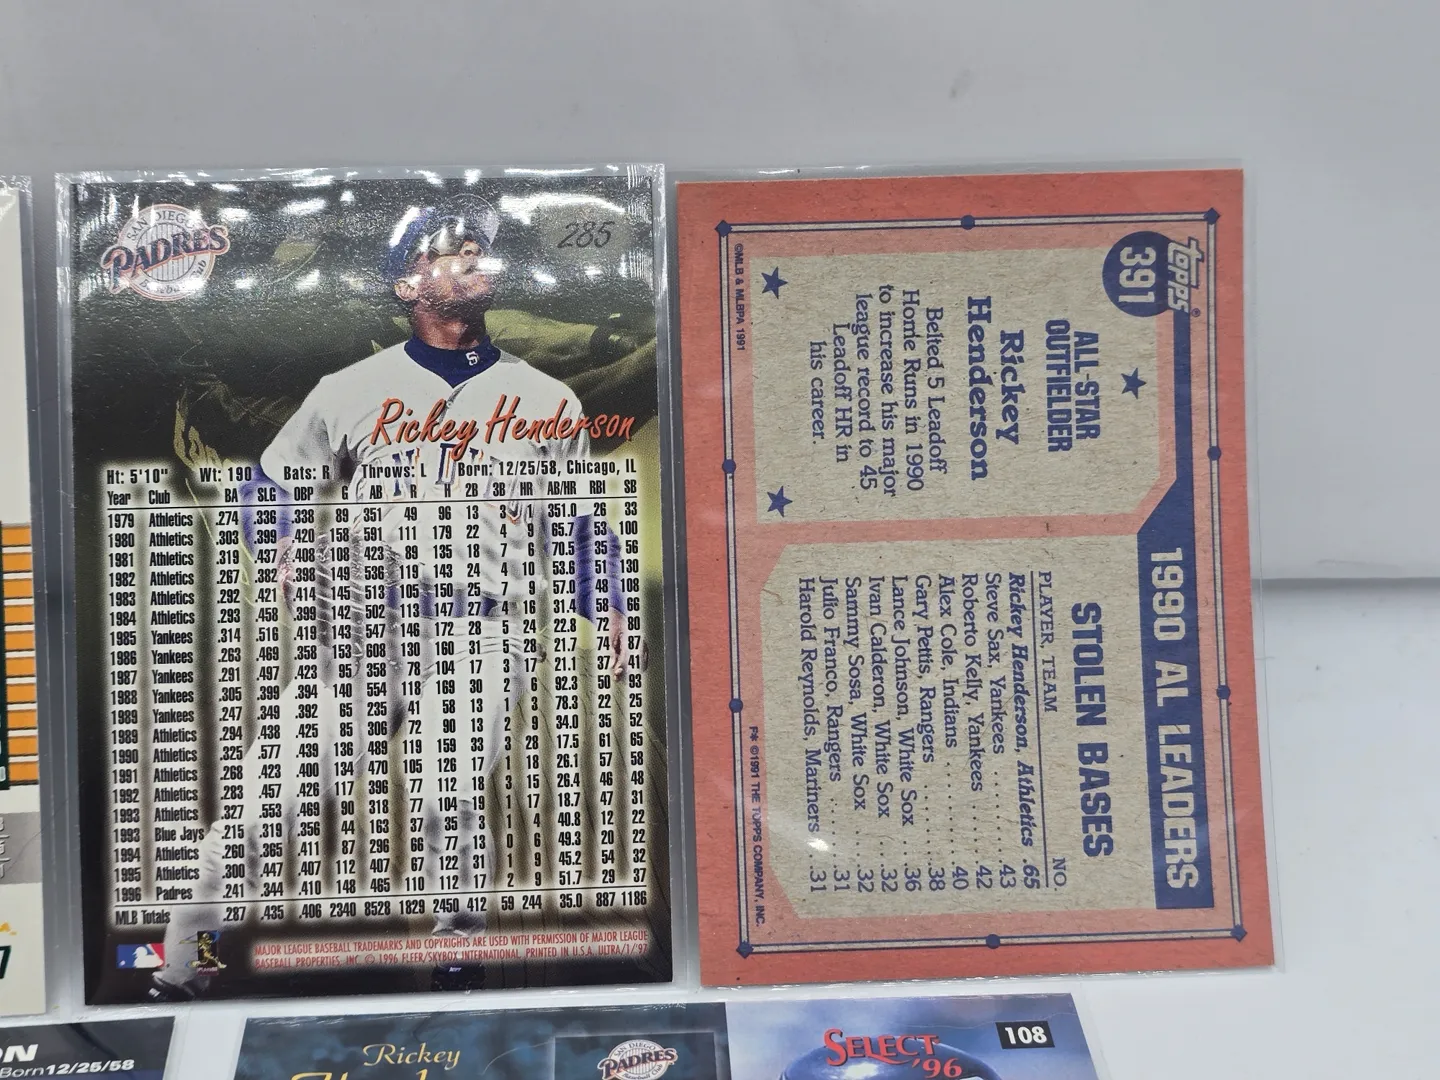 SAN DIEGO
PADRES
Baseball Club
285
Rickey Henderson
Ht: 5'10" Wt: 190 Bats: R Throws: L Born: 12/25/58, Chicago, IL
Year Club BA SLG OBP G AB R H 2B 3B HR AB/HR RBI SB
1979 Athletics .274 .336 .338 89 351 49 96 13 3 1 351.0 26 33
1980 Athletics .303 .399 .420 158 591 111 179 22 4 9 65.7 53 100
1981 Athletics .319 .437 .408 108 423 89 135 18 7 6 70.5 35 56
1982 Athletics .267 .382 .398 149 536 119 143 24 4 10 53.6 51 130
1983 Athletics .292 .421 .414 145 513 105 150 25 7 9 57.0 48 108
1984 Athletics .293 .458 .399 142 502 113 147 27 4 16 31.4 58 66
1985 Yankees .314 .516 .419 143 547 146 172 28 5 24 22.8 72 80
1986 Yankees .263 .469 .358 153 608 130 160 31 5 28 21.7 74 87
1987 Yankees .291 .497 .423 95 358 78 104 17 3 17 21.1 37 41
1988 Yankees .305 .399 .394 140 554 118 169 30 2 6 92.3 50 93
1989 Yankees .247 .349 .392 65 235 41 58 13 1 3 78.3 22 25
1989 Athletics .294 .438 .425 85 306 72 90 13 2 9 34.0 35 52
1990 Athletics .325 .577 .439 136 489 119 159 33 3 28 17.5 61 65
1991 Athletics .268 .423 .400 134 470 105 126 17 1 18 26.1 57 58
1992 Athletics .283 .457 .426 117 396 77 112 18 3 15 26.4 46 48
1993 Athletics .327 .553 .469 90 318 77 104 19 1 17 18.7 47 31
1993 Blue Jays .215 .319 .356 44 163 37 35 3 1 4 40.8 12 22
1994 Athletics .260 .365 .411 87 296 66 77 13 0 6 49.3 20 22
1995 Athletics .300 .447 .407 112 407 67 122 31 1 9 45.2 54 32
1996 Padres .241 .344 .410 148 465 110 112 17 2 9 51.7 29 37
MLB Totals .287 .435 .406 2340 8528 1829 2450 412 59 244 35.0 887 1186
MAJOR LEAGUE BASEBALL TRADEMARKS AND COPYRIGHTS ARE USED WITH PERMISSION OF MAJOR LEAGUE
BASEBALL PROPERTIES, INC. © 1996 FLEER/SKYBOX INTERNATIONAL, PRINTED IN U.S.A. ULTRA/1/'97
Topps
391
ALL-STAR
OUTFIELDER
Rickey
Henderson
Belted 5 Leadoff
Home Runs in 1990
to increase his major
league record to 45
Leadoff HR in
his career.
©MLB & MLBPA 1991
1990 AL LEADERS
STOLEN BASES
PLAYER, TEAM NO.
Rickey Henderson, Athletics .65
Steve Sax, Yankees ........ 43
Roberto Kelly, Yankees .... 42
Alex Cole, Indians ........ 40
Gary Pettis, Rangers ...... 38
Lance Johnson, White Sox .. 36
Ivan Calderon, White Sox .. 32
Sammy Sosa, White Sox ..... 32
Julio Franco, Rangers ..... 31
Harold Reynolds, Mariners ..31
F* ©1991 THE TOPPS COMPANY, INC.
ON
Born 12/25/58
Rickey
SAN DIEGO
PADRES
SELECT
'96
108
7